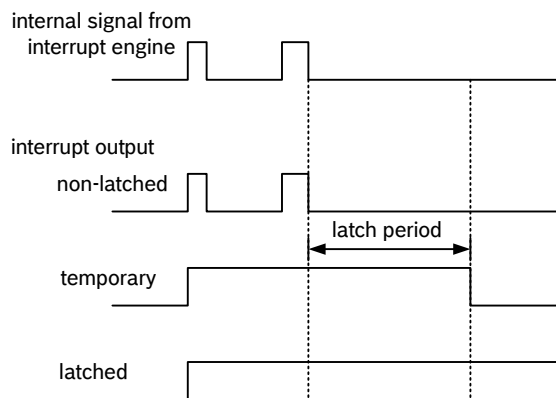 internal signal from
interrupt engine
interrupt output
non-latched
latch period
temporary
latched